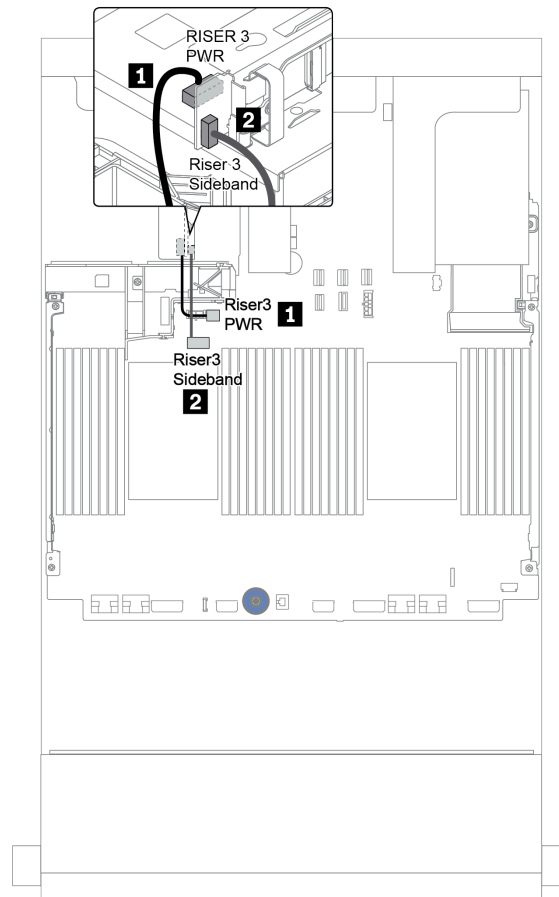 RISER 3
PWR
1
2
Riser 3
Sideband
Riser3
PWR
1
Riser3
Sideband
2